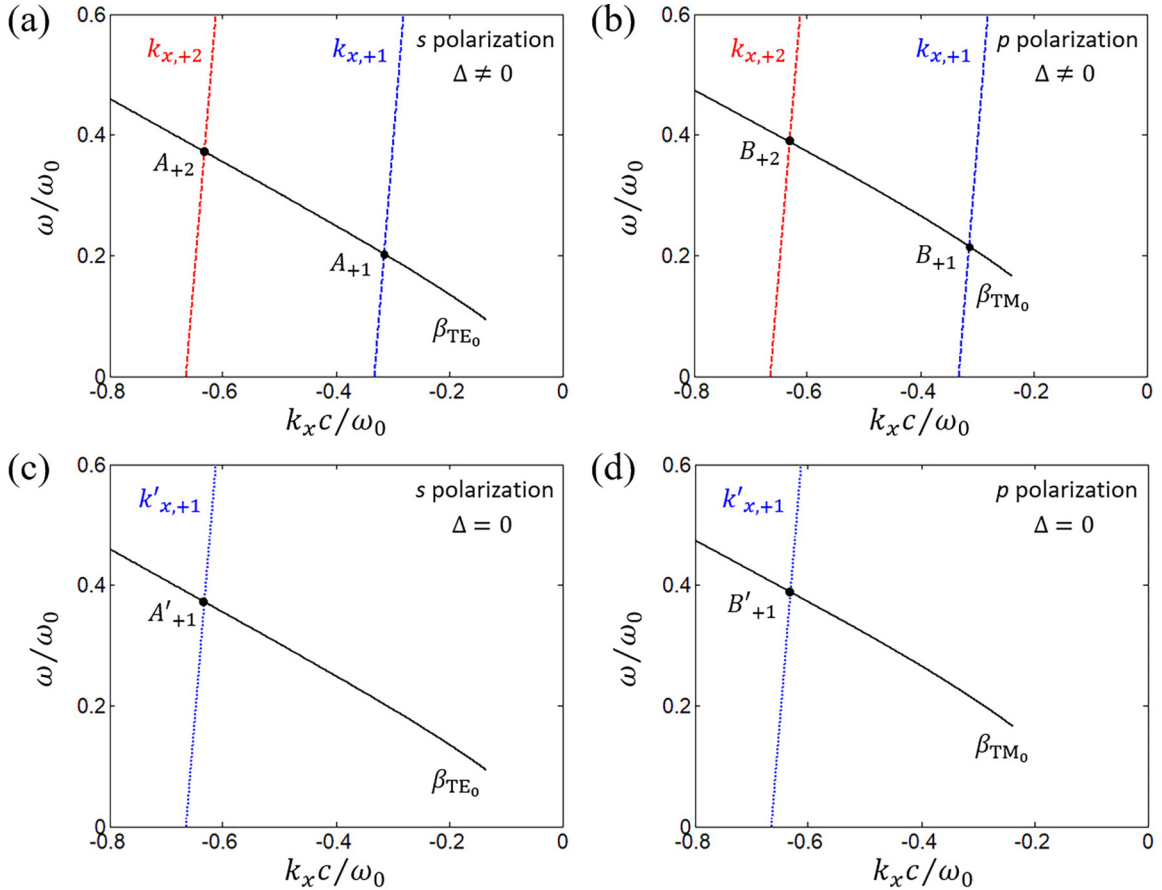 (a)
0.6
0.4
0.2
0
ω/ω₀
k_{x,+2}
k_{x,+1}
s polarization
Δ ≠ 0
A₊₂
A₊₁
β_{TE₀}
-0.8
-0.6
-0.4
-0.2
0
k_x c/ω₀
(b)
0.6
0.4
0.2
0
ω/ω₀
k_{x,+2}
k_{x,+1}
p polarization
Δ ≠ 0
B₊₂
B₊₁
β_{TM₀}
-0.8
-0.6
-0.4
-0.2
0
k_x c/ω₀
(c)
0.6
0.4
0.2
0
ω/ω₀
k'_{x,+1}
s polarization
Δ = 0
A'₊₁
β_{TE₀}
-0.8
-0.6
-0.4
-0.2
0
k_x c/ω₀
(d)
0.6
0.4
0.2
0
ω/ω₀
k'_{x,+1}
p polarization
Δ = 0
B'₊₁
β_{TM₀}
-0.8
-0.6
-0.4
-0.2
0
k_x c/ω₀